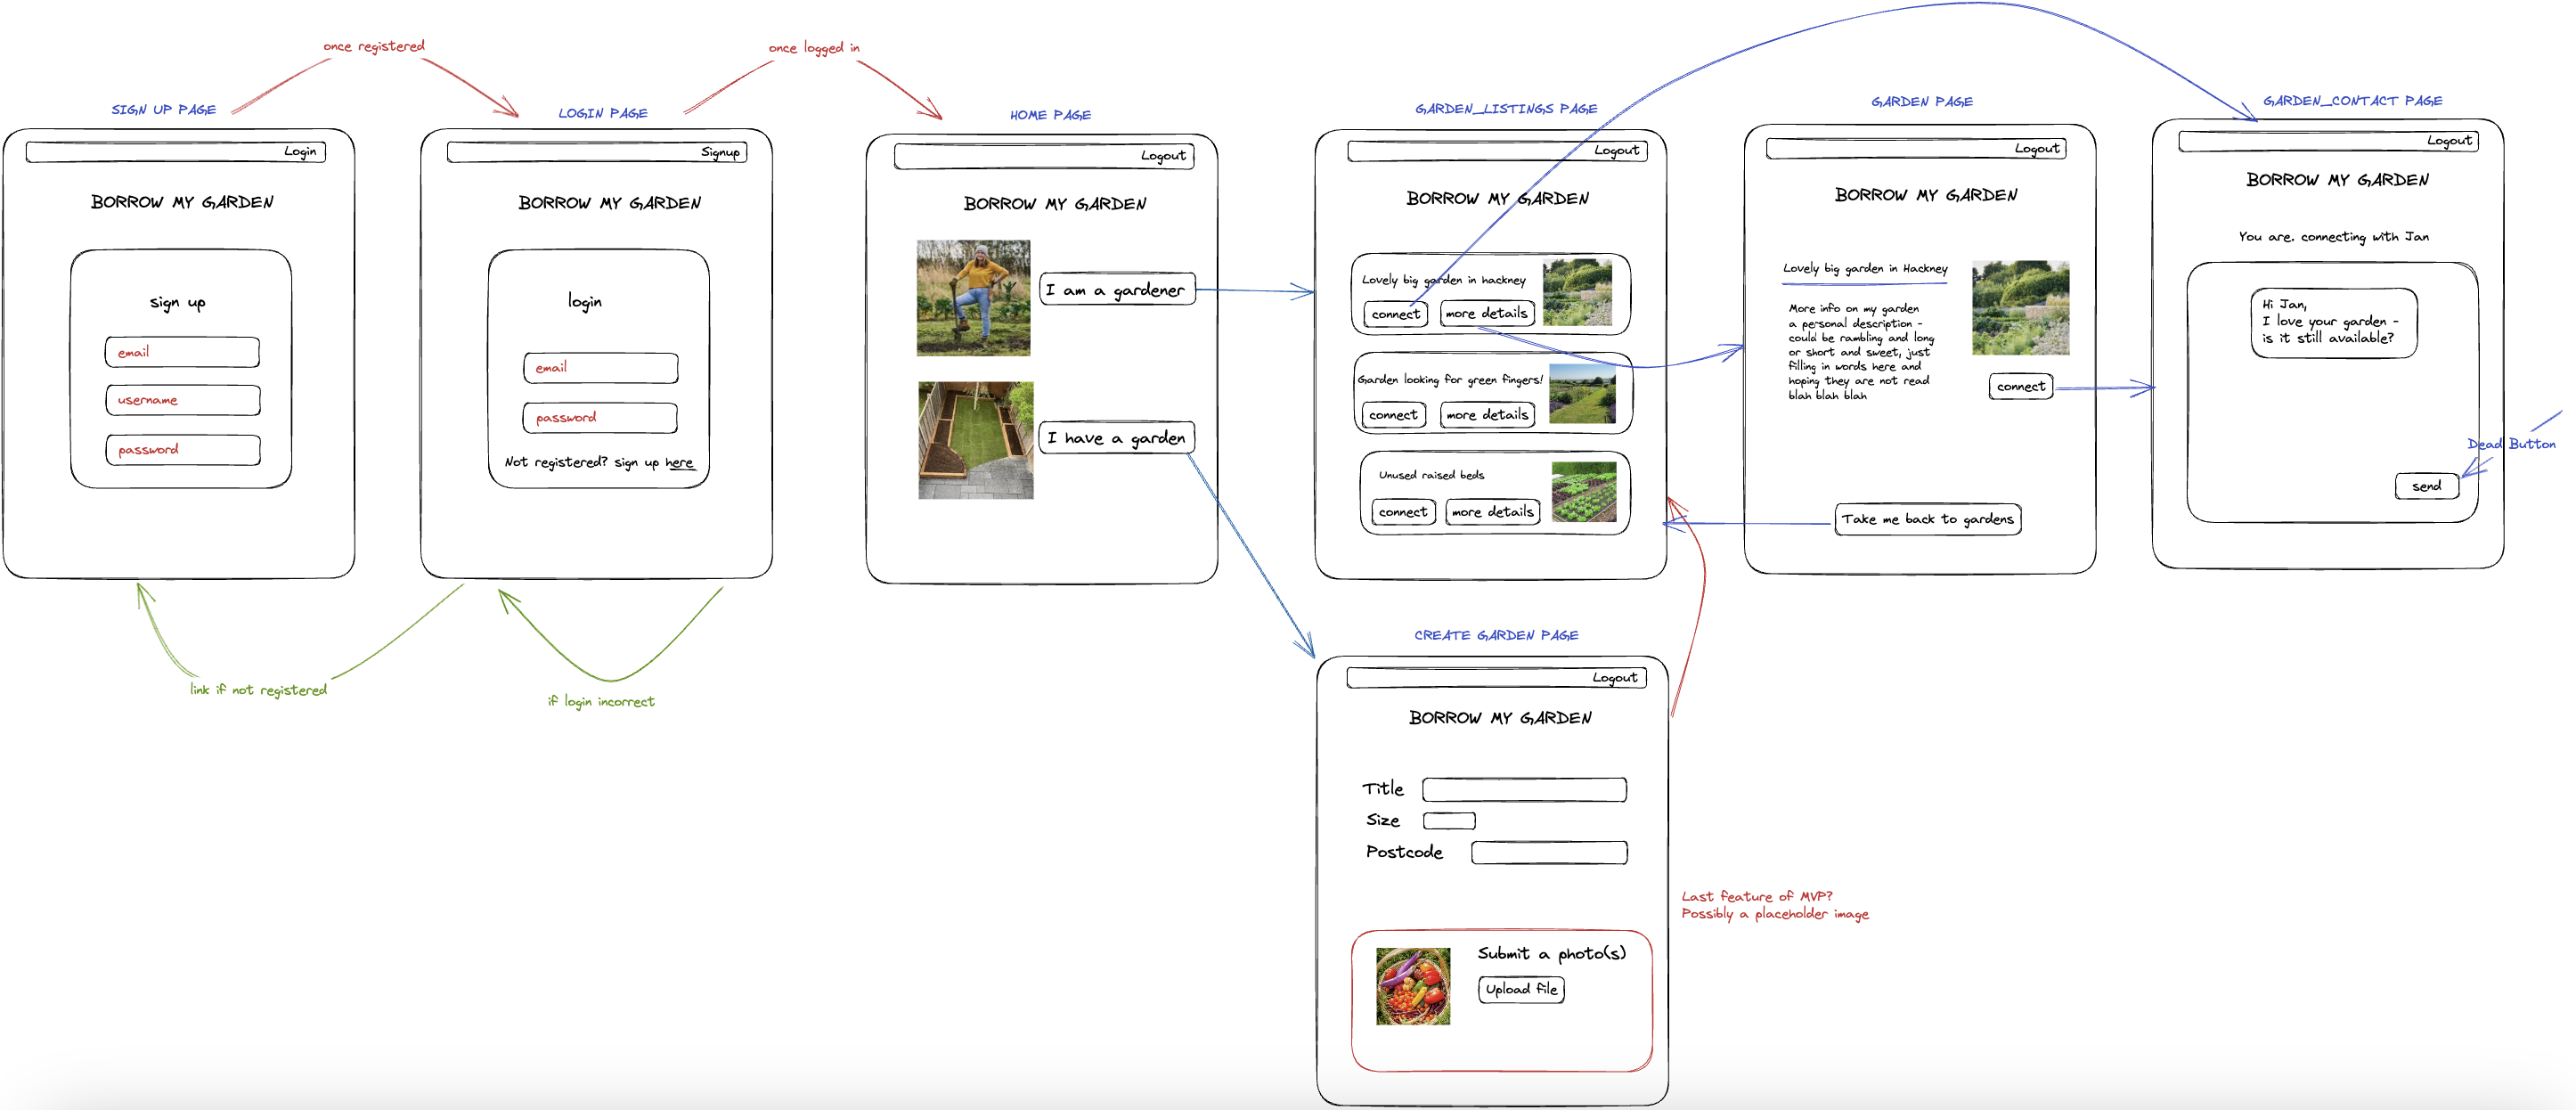 once registered
once logged in
SIGN UP PAGE
Login
BORROW MY GARDEN
sign up
email
username
password
LOGIN PAGE
Signup
BORROW MY GARDEN
login
email
password
Not registered? sign up here
link if not registered
if login incorrect
HOME PAGE
Logout
BORROW MY GARDEN
I am a gardener
I have a garden
GARDEN_LISTINGS PAGE
Logout
BORROW MY GARDEN
Lovely big garden in hackney
connect
more details
Garden looking for green fingers!
connect
more details
Unused raised beds
connect
more details
GARDEN PAGE
Logout
BORROW MY GARDEN
Lovely big garden in Hackney
More info on my garden
a personal description -
could be rambling and long
or short and sweet, just
filling in words here and
hoping they are not read
blah blah blah
connect
Take me back to gardens
GARDEN_CONTACT PAGE
Logout
BORROW MY GARDEN
You are. connecting with Jan
Hi Jan,
I love your garden -
is it still available?
Dead Button
send
CREATE GARDEN PAGE
Logout
BORROW MY GARDEN
Title
Size
Postcode
Last feature of MVP?
Possibly a placeholder image
Submit a photo(s)
Upload file